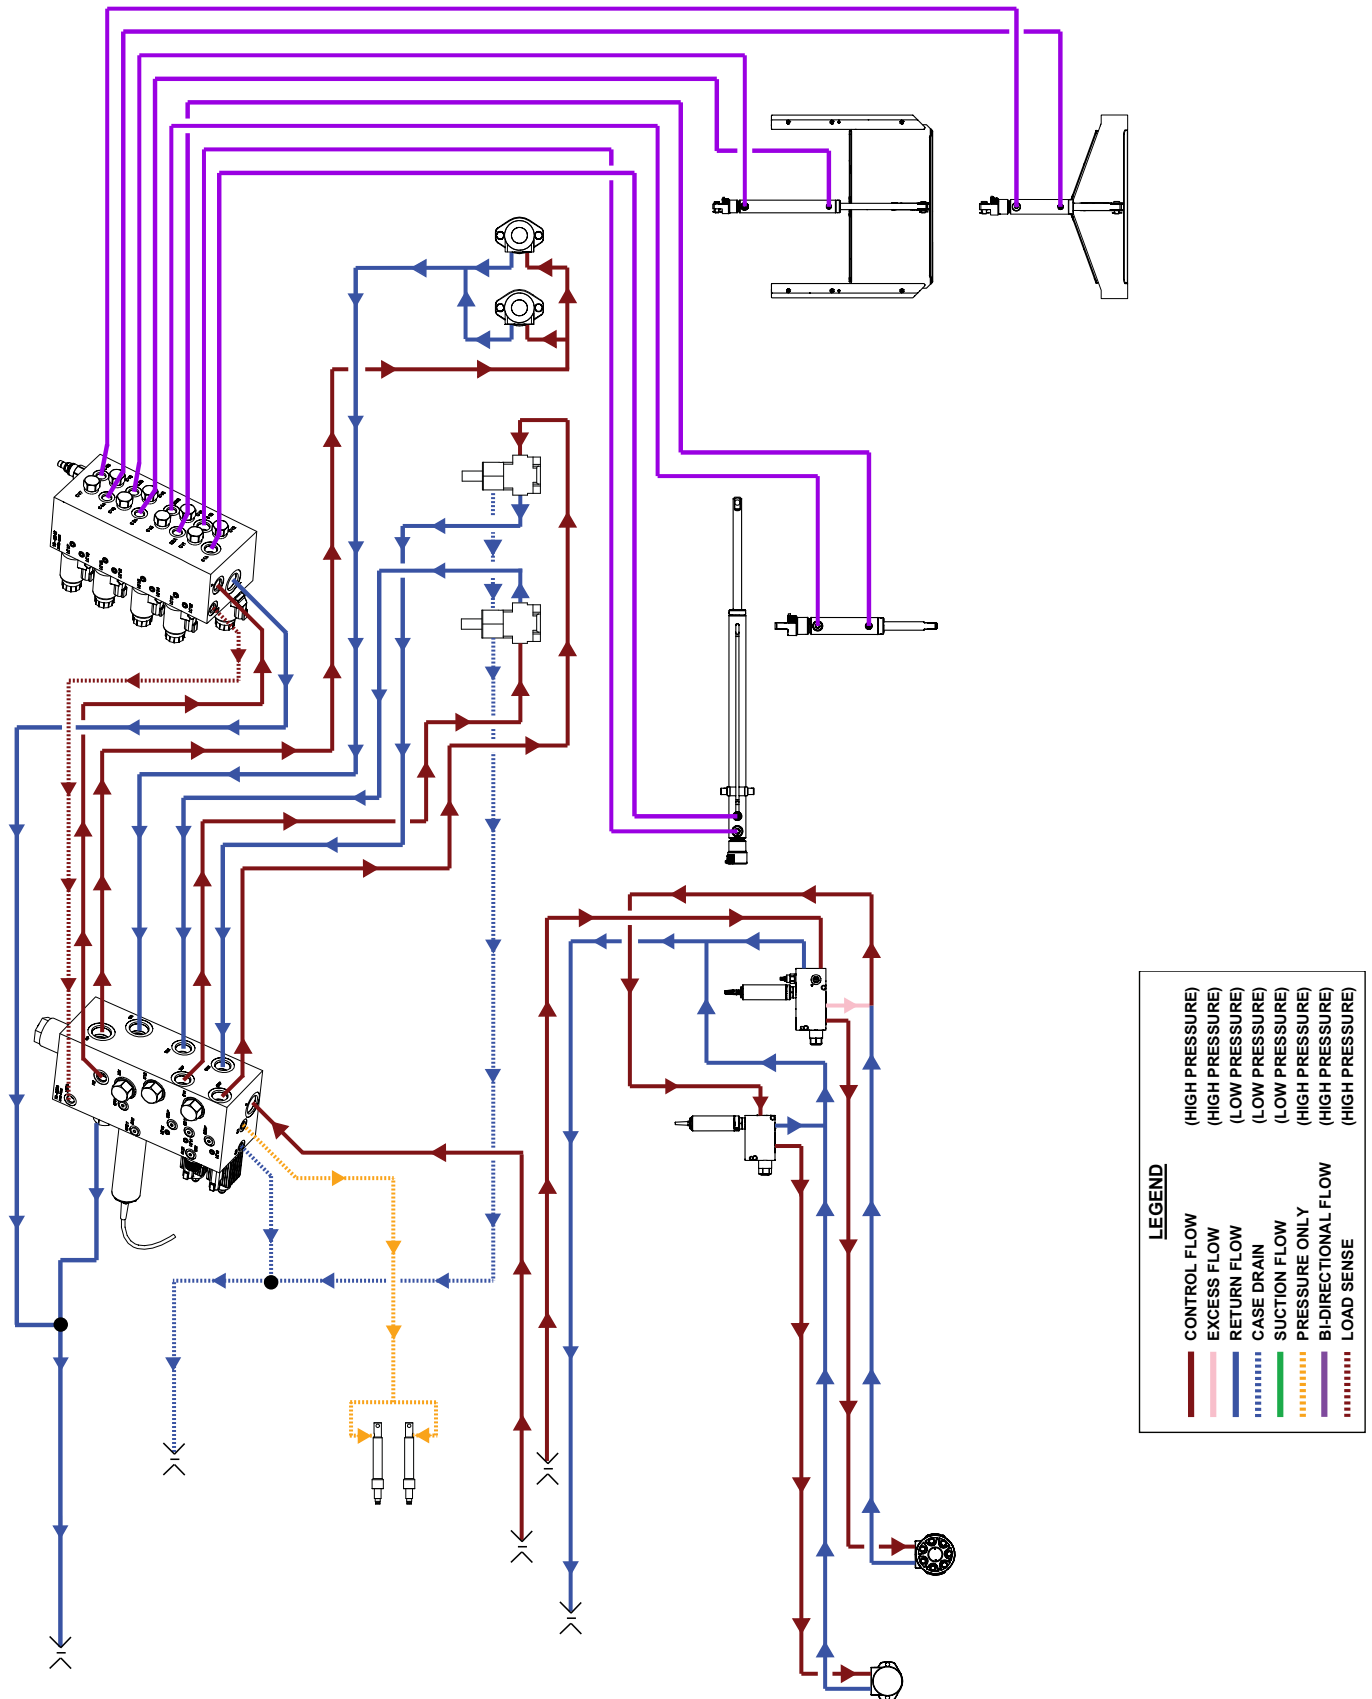 LEGEND
CONTROL FLOW (HIGH PRESSURE)
EXCESS FLOW (HIGH PRESSURE)
RETURN FLOW (LOW PRESSURE)
CASE DRAIN (LOW PRESSURE)
SUCTION FLOW (LOW PRESSURE)
PRESSURE ONLY (HIGH PRESSURE)
BI-DIRECTIONAL FLOW (HIGH PRESSURE)
LOAD SENSE (HIGH PRESSURE)